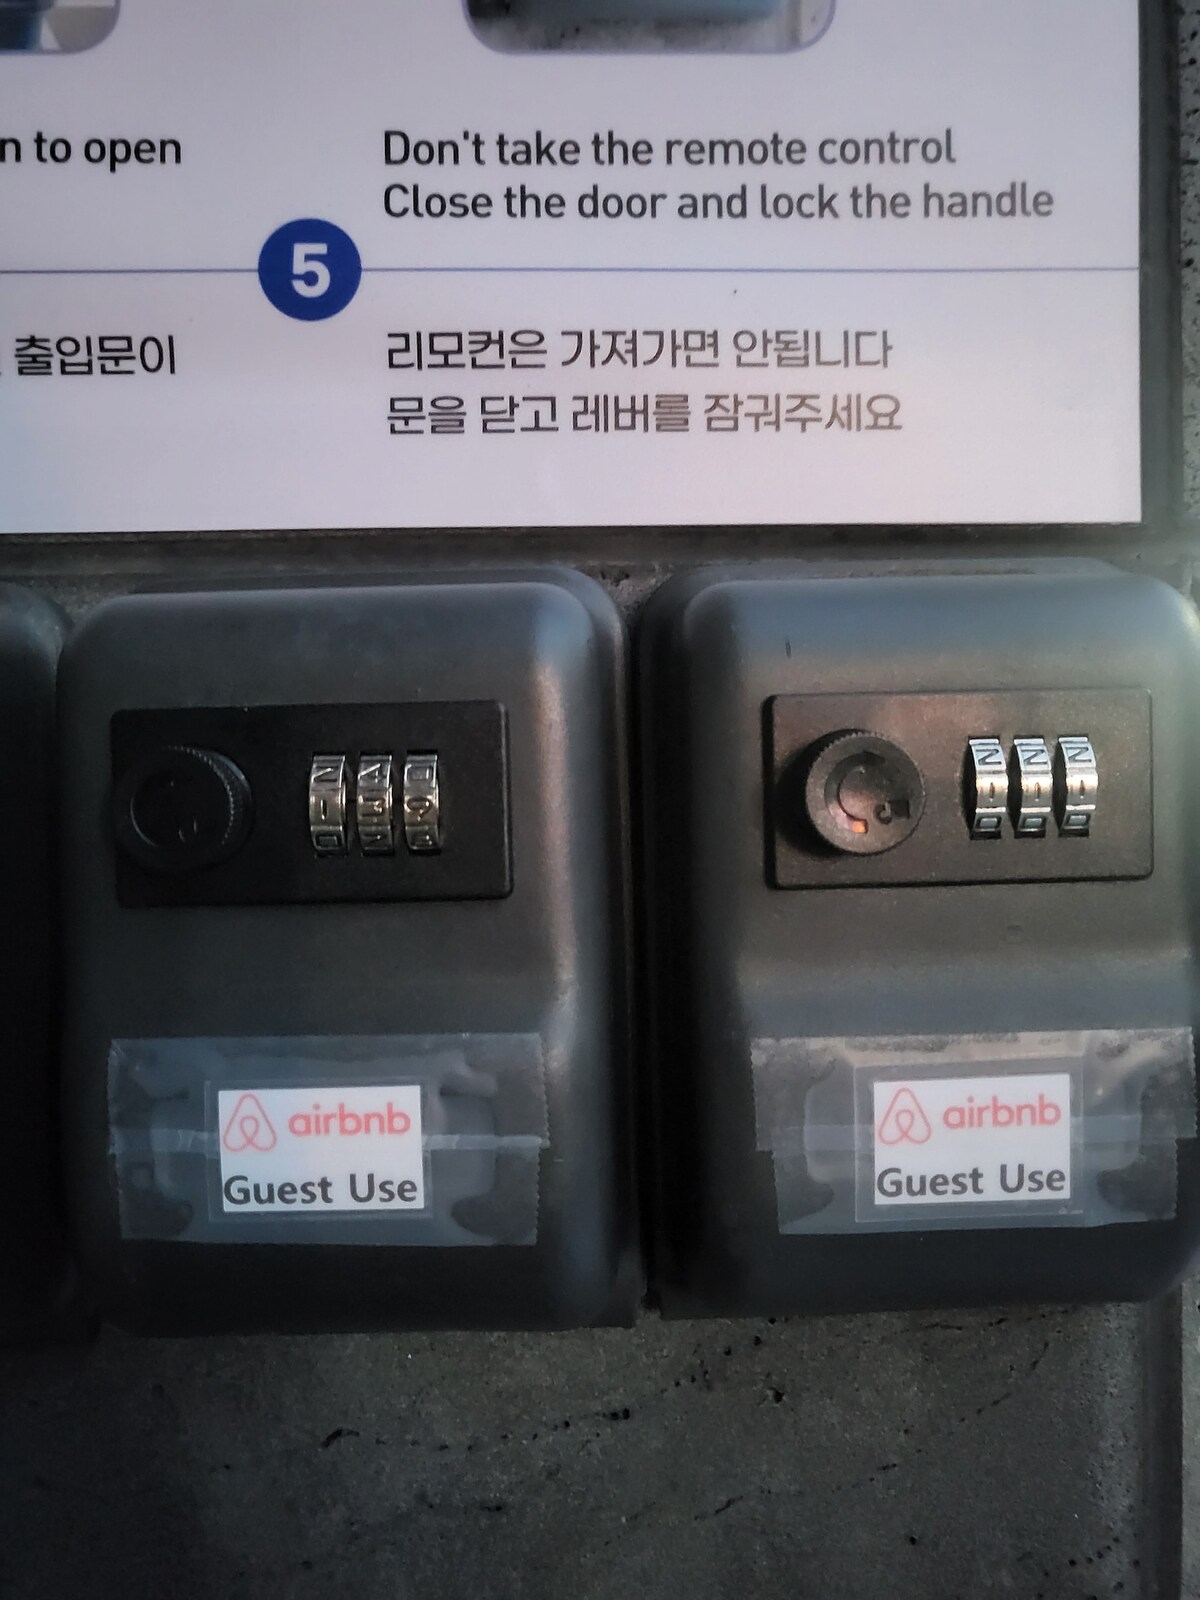 n to open
Don't take the remote control
Close the door and lock the handle
5
출입문이
리모컨은 가져가면 안됩니다
문을 닫고 레버를 잠궈주세요
airbnb
Guest Use
airbnb
Guest Use